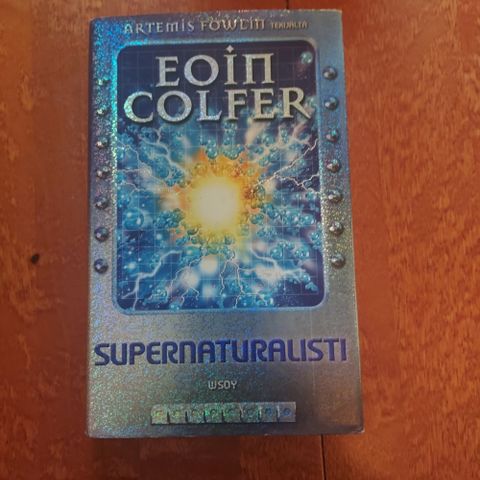 ARTEMIS FOWLIN TEKIJÄLTÄ
EOIN
COLFER
SUPERNATURALISTI
WSOY